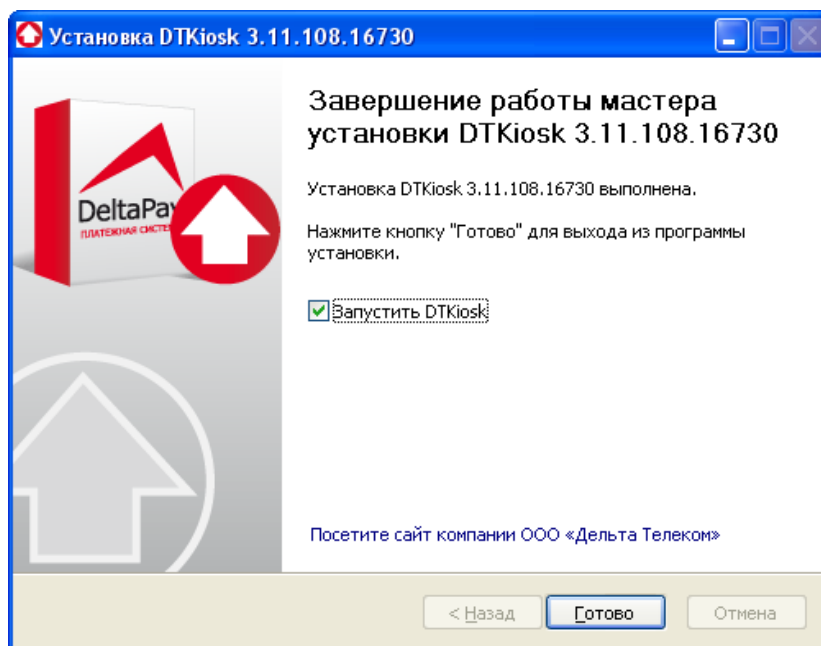 Установка DTKiosk 3.11.108.16730
Завершение работы мастера
установки DTKiosk 3.11.108.16730
DeltaPay
ПЛАТЕЖНАЯ СИСТЕ
Установка DTKiosk 3.11.108.16730 выполнена.
Нажмите кнопку "Готово" для выхода из программы
установки.
Запустить DTKiosk
Посетите сайт компании ООО «Дельта Телеком»
< Назад
Готово
Отмена